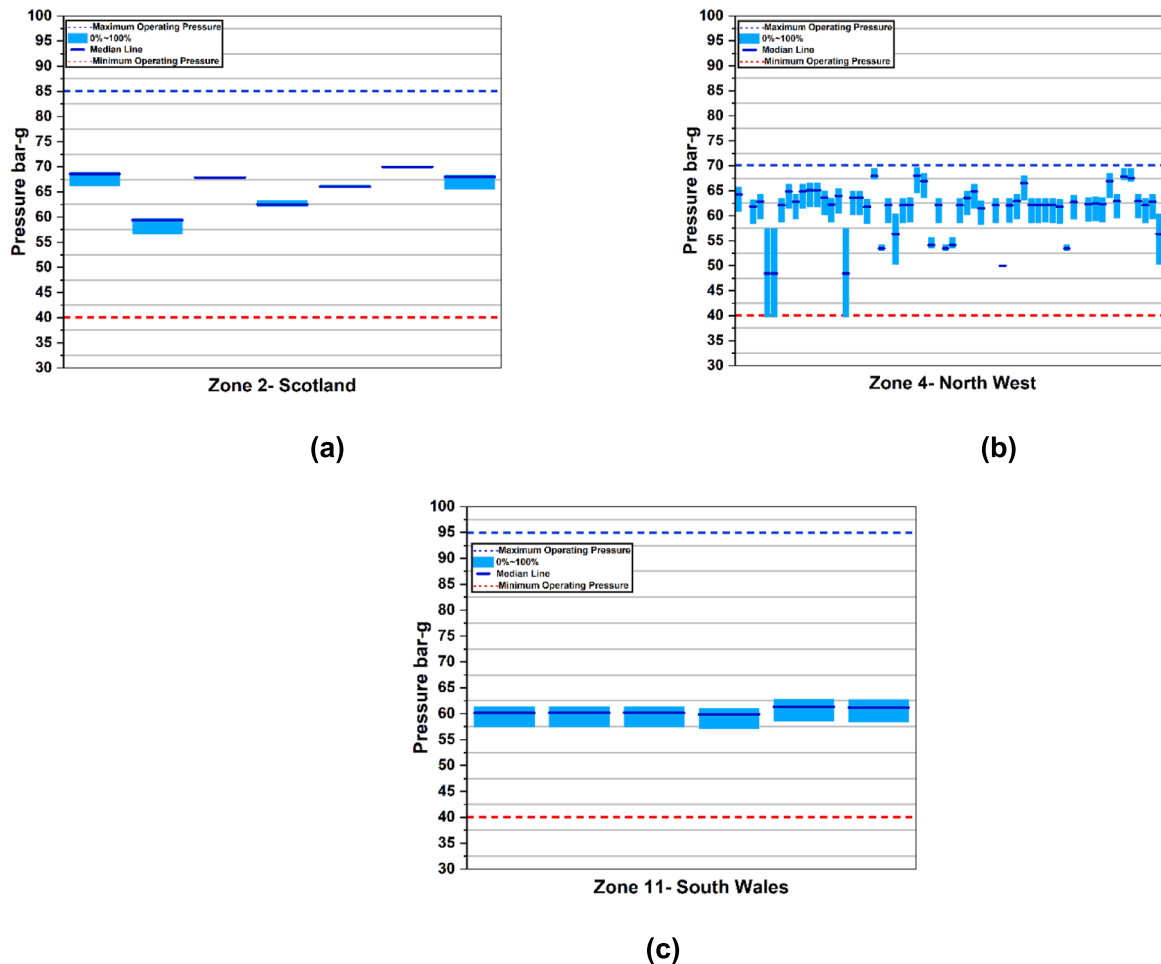 100
95
90
85
80
75
70
65
60
55
50
45
40
35
30
Pressure bar-g
Maximum Operating Pressure
0%~100%
Median Line
Minimum Operating Pressure
Zone 2- Scotland
(a)
100
95
90
85
80
75
70
65
60
55
50
45
40
35
30
Pressure bar-g
Maximum Operating Pressure
0%~100%
Median Line
Minimum Operating Pressure
Zone 4- North West
(b)
100
95
90
85
80
75
70
65
60
55
50
45
40
35
30
Pressure bar-g
Maximum Operating Pressure
0%~100%
Median Line
Minimum Operating Pressure
Zone 11- South Wales
(c)